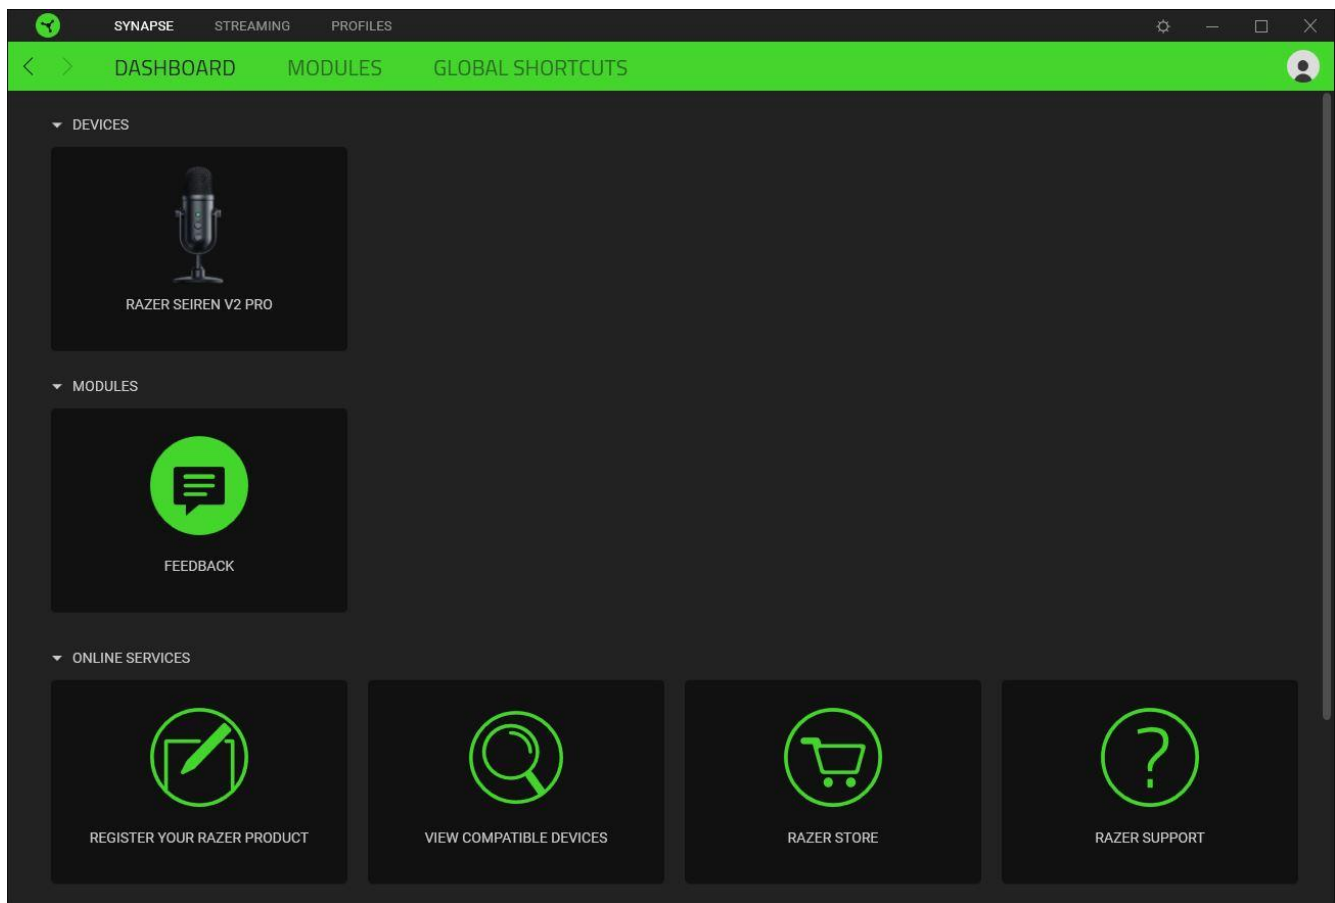 SYNAPSE STREAMING PROFILES
DASHBOARD MODULES GLOBAL SHORTCUTS
DEVICES
RAZER SEIREN V2 PRO
MODULES
FEEDBACK
ONLINE SERVICES
REGISTER YOUR RAZER PRODUCT
VIEW COMPATIBLE DEVICES
RAZER STORE
RAZER SUPPORT